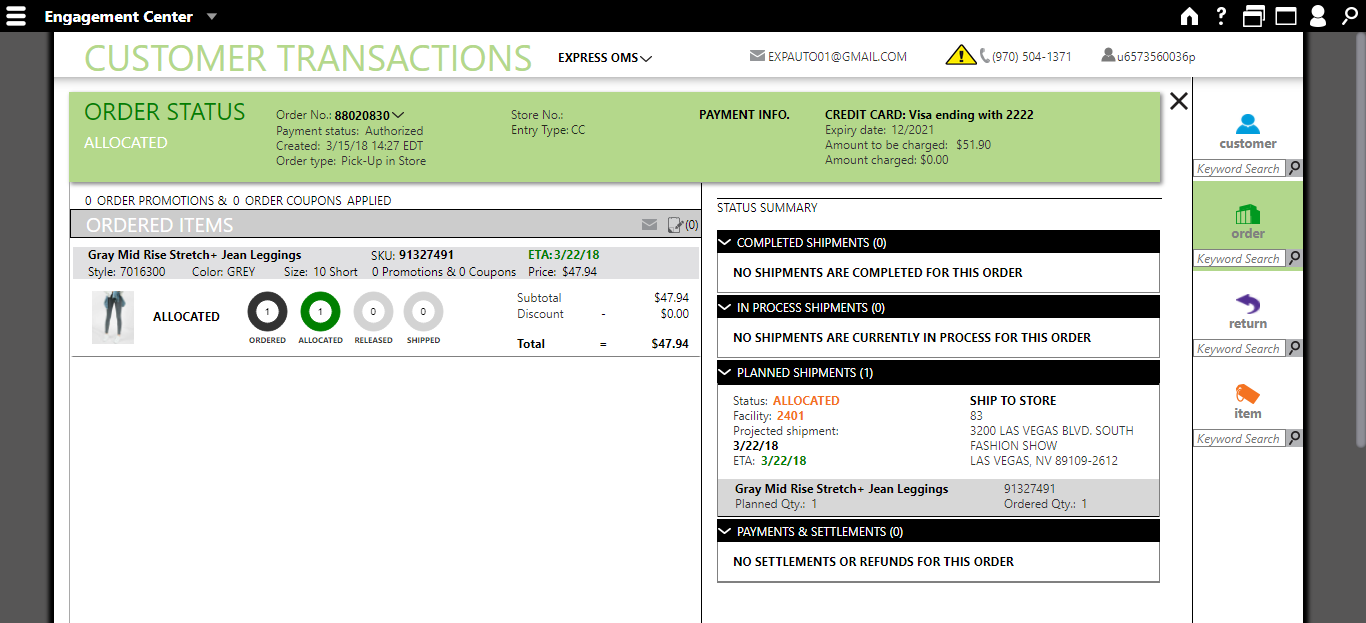 Engagement Center
?
CUSTOMER TRANSACTIONS
EXPRESS OMS
EXPAUTO01@GMAIL.COM
(970) 504-1371
u6573560036p
ORDER STATUS
ALLOCATED
Order No.: 88020830
Payment status: Authorized
Created: 3/15/18 14:27 EDT
Order type: Pick-Up in Store
Store No.:
Entry Type: CC
PAYMENT INFO.
CREDIT CARD: Visa ending with 2222
Expiry date: 12/2021
Amount to be charged: $51.90
Amount charged: $0.00
0 ORDER PROMOTIONS & 0 ORDER COUPONS APPLIED
ORDERED ITEMS
(0)
Gray Mid Rise Stretch+ Jean Leggings SKU: 91327491 ETA: 3/22/18
Style: 7016300 Color: GREY Size: 10 Short 0 Promotions & 0 Coupons Price: $47.94
ALLOCATED
1
ORDERED
1
ALLOCATED
0
RELEASED
0
SHIPPED
Subtotal $47.94
Discount - $0.00
Total = $47.94
STATUS SUMMARY
COMPLETED SHIPMENTS (0)
NO SHIPMENTS ARE COMPLETED FOR THIS ORDER
IN PROCESS SHIPMENTS (0)
NO SHIPMENTS ARE CURRENTLY IN PROCESS FOR THIS ORDER
PLANNED SHIPMENTS (1)
Status: ALLOCATED
Facility: 2401
Projected shipment:
3/22/18
ETA: 3/22/18
SHIP TO STORE
83
3200 LAS VEGAS BLVD. SOUTH
FASHION SHOW
LAS VEGAS, NV 89109-2612
Gray Mid Rise Stretch+ Jean Leggings 91327491
Planned Qty.: 1 Ordered Qty.: 1
PAYMENTS & SETTLEMENTS (0)
NO SETTLEMENTS OR REFUNDS FOR THIS ORDER
customer
Keyword Search
order
Keyword Search
return
Keyword Search
item
Keyword Search